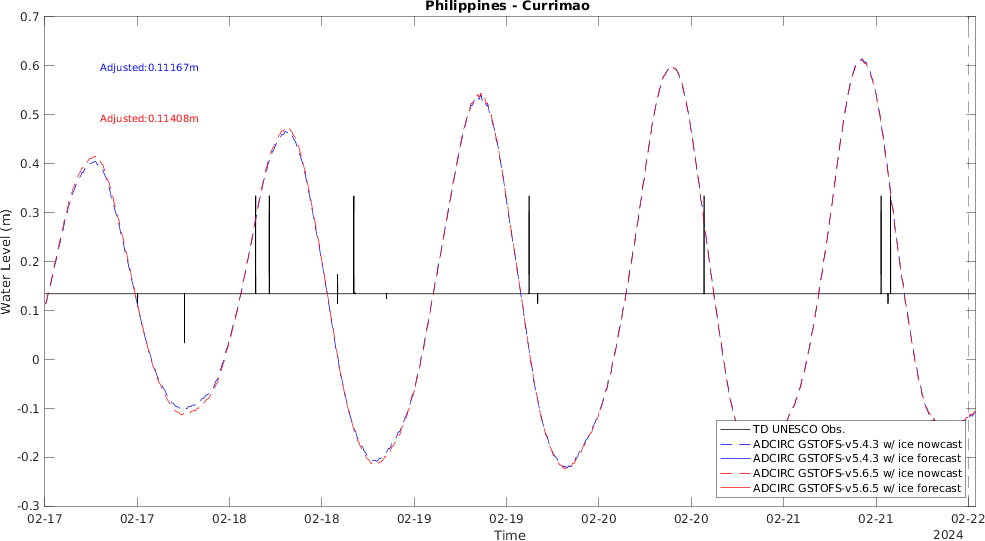 Philippines - Currimao
0.7
0.6
0.5
0.4
0.3
0.2
0.1
0
-0.1
-0.2
-0.3
Water Level (m)
Adjusted:0.11167m
Adjusted:0.11408m
TD UNESCO Obs.
ADCIRC GSTOFS-v5.4.3 w/ ice nowcast
ADCIRC GSTOFS-v5.4.3 w/ ice forecast
ADCIRC GSTOFS-v5.6.5 w/ ice nowcast
ADCIRC GSTOFS-v5.6.5 w/ ice forecast
02-17 02-17 02-18 02-18 02-19 02-19 02-20 02-20 02-21 02-21 02-22
Time
2024